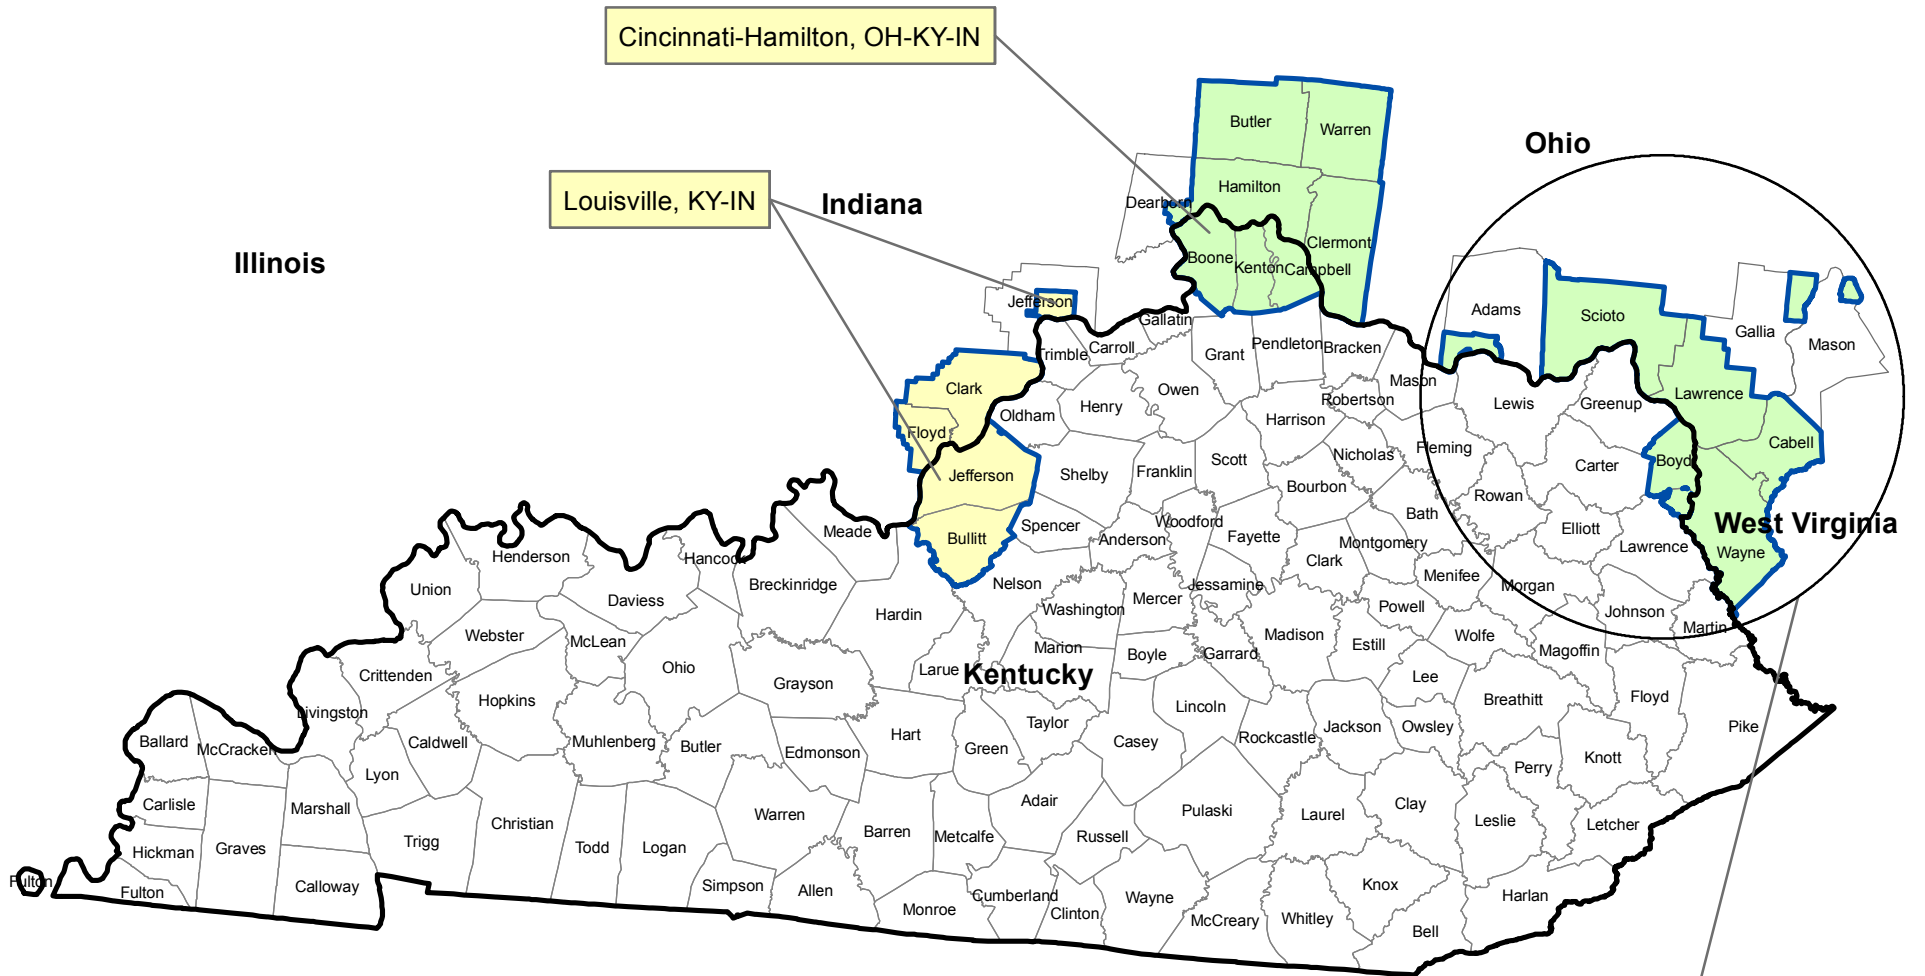 Cincinnati-Hamilton, OH-KY-IN
Butler
Warren
Ohio
Louisville, KY-IN
Indiana
Hamilton
Dearborn
Illinois
Clermont
Boone
Kenton
Campbell
Jefferson
Adams
Scioto
Gallia
Mason
Gallatin
Trimble
Carroll
Grant
Pendleton
Bracken
Clark
Owen
Mason
Robertson
Lewis
Greenup
Lawrence
Oldham
Henry
Harrison
Floyd
Fleming
Cabell
Jefferson
Shelby
Franklin
Scott
Nicholas
Carter
Boyd
Bourbon
Rowan
Bath
West Virginia
Meade
Spencer
Woodford
Bullitt
Anderson
Fayette
Montgomery
Elliott
Lawrence
Wayne
Henderson
Hancock
Clark
Menifee
Union
Breckinridge
Nelson
Jessamine
Morgan
Daviess
Hardin
Washington
Mercer
Powell
Johnson
Webster
McLean
Madison
Estill
Wolfe
Martin
Marion
Boyle
Garrard
Magoffin
Ohio
Larue
Kentucky
Crittenden
Grayson
Lee
Hopkins
Breathitt
Floyd
Livingston
Taylor
Lincoln
Jackson
Owsley
Pike
Ballard
McCracken
Caldwell
Muhlenberg
Butler
Edmonson
Hart
Green
Casey
Rockcastle
Knott
Lyon
Perry
Carlisle
Marshall
Adair
Pulaski
Clay
Warren
Laurel
Leslie
Letcher
Christian
Barren
Metcalfe
Russell
Trigg
Hickman
Graves
Todd
Logan
Fulton
Fulton
Calloway
Simpson
Allen
Cumberland
Wayne
Knox
Harlan
Monroe
Clinton
McCreary
Whitley
Bell